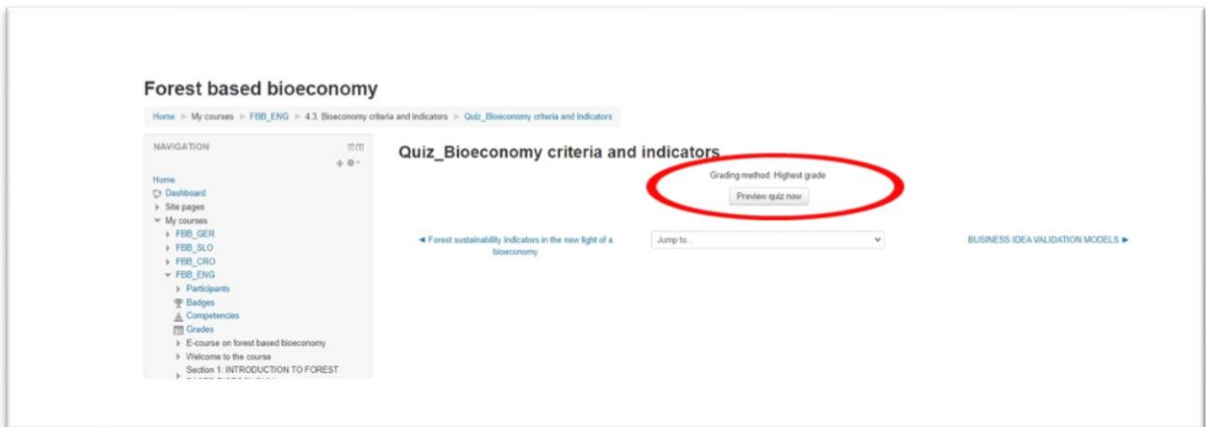 Forest based bioeconomy
Home ► My courses ► FBB_ENG ► 4.3. Bioeconomy criteria and indicators ► Quiz_Bioeconomy criteria and indicators
NAVIGATION
Home
Dashboard
Site pages
My courses
FBB_GER
FBB_SLO
FBB_CRO
FBB_ENG
Participants
Badges
Competencies
Grades
E-course on forest based bioeconomy
Welcome to the course
Section 1: INTRODUCTION TO FOREST
Quiz_Bioeconomy criteria and indicators
Grading method: Highest grade
Preview quiz now
◄ Forest sustainability indicators in the new light of a
bioeconomy
Jump to...
BUSINESS IDEA VALIDATION MODELS ►